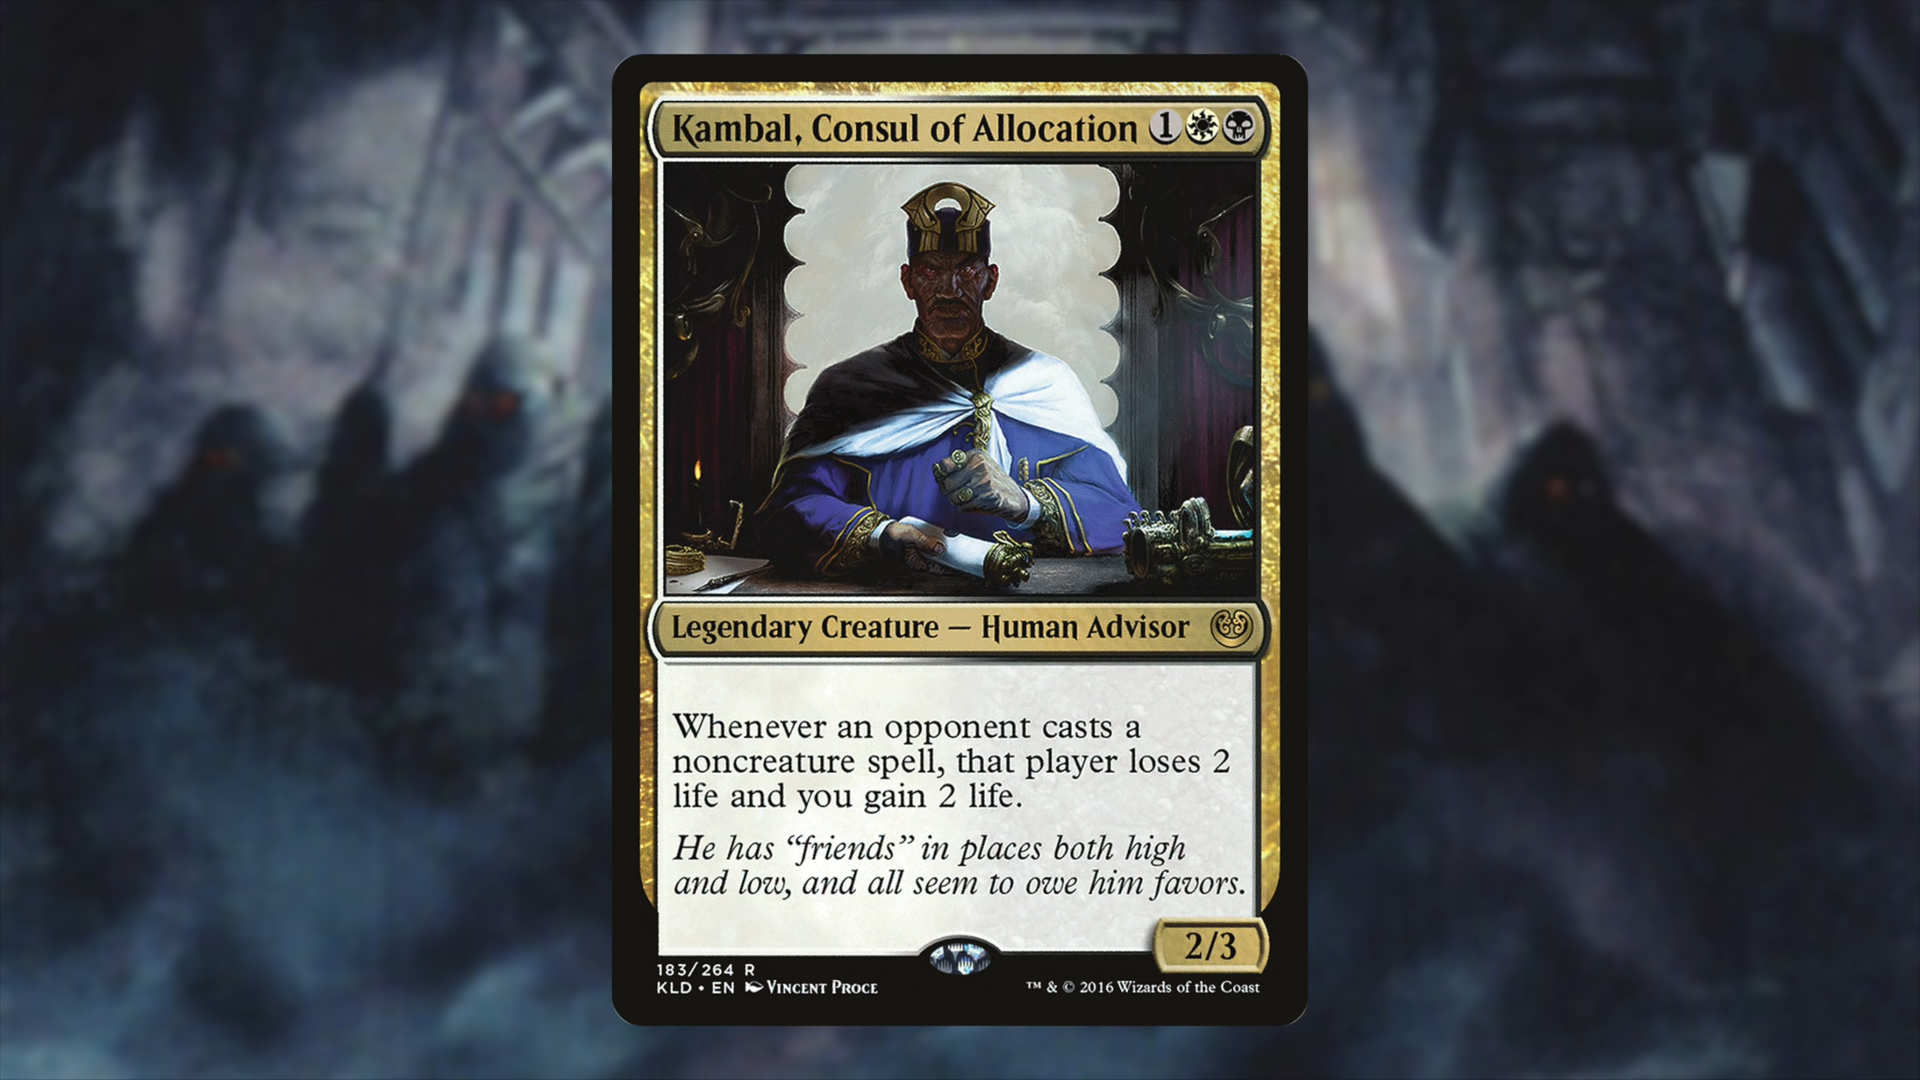 Kambal, Consul of Allocation 1
Legendary Creature — Human Advisor
Whenever an opponent casts a
noncreature spell, that player loses 2
life and you gain 2 life.
He has “friends” in places both high
and low, and all seem to owe him favors.
2/3
183/264 R
KLD • EN Vincent Proce
™ & © 2016 Wizards of the Coast